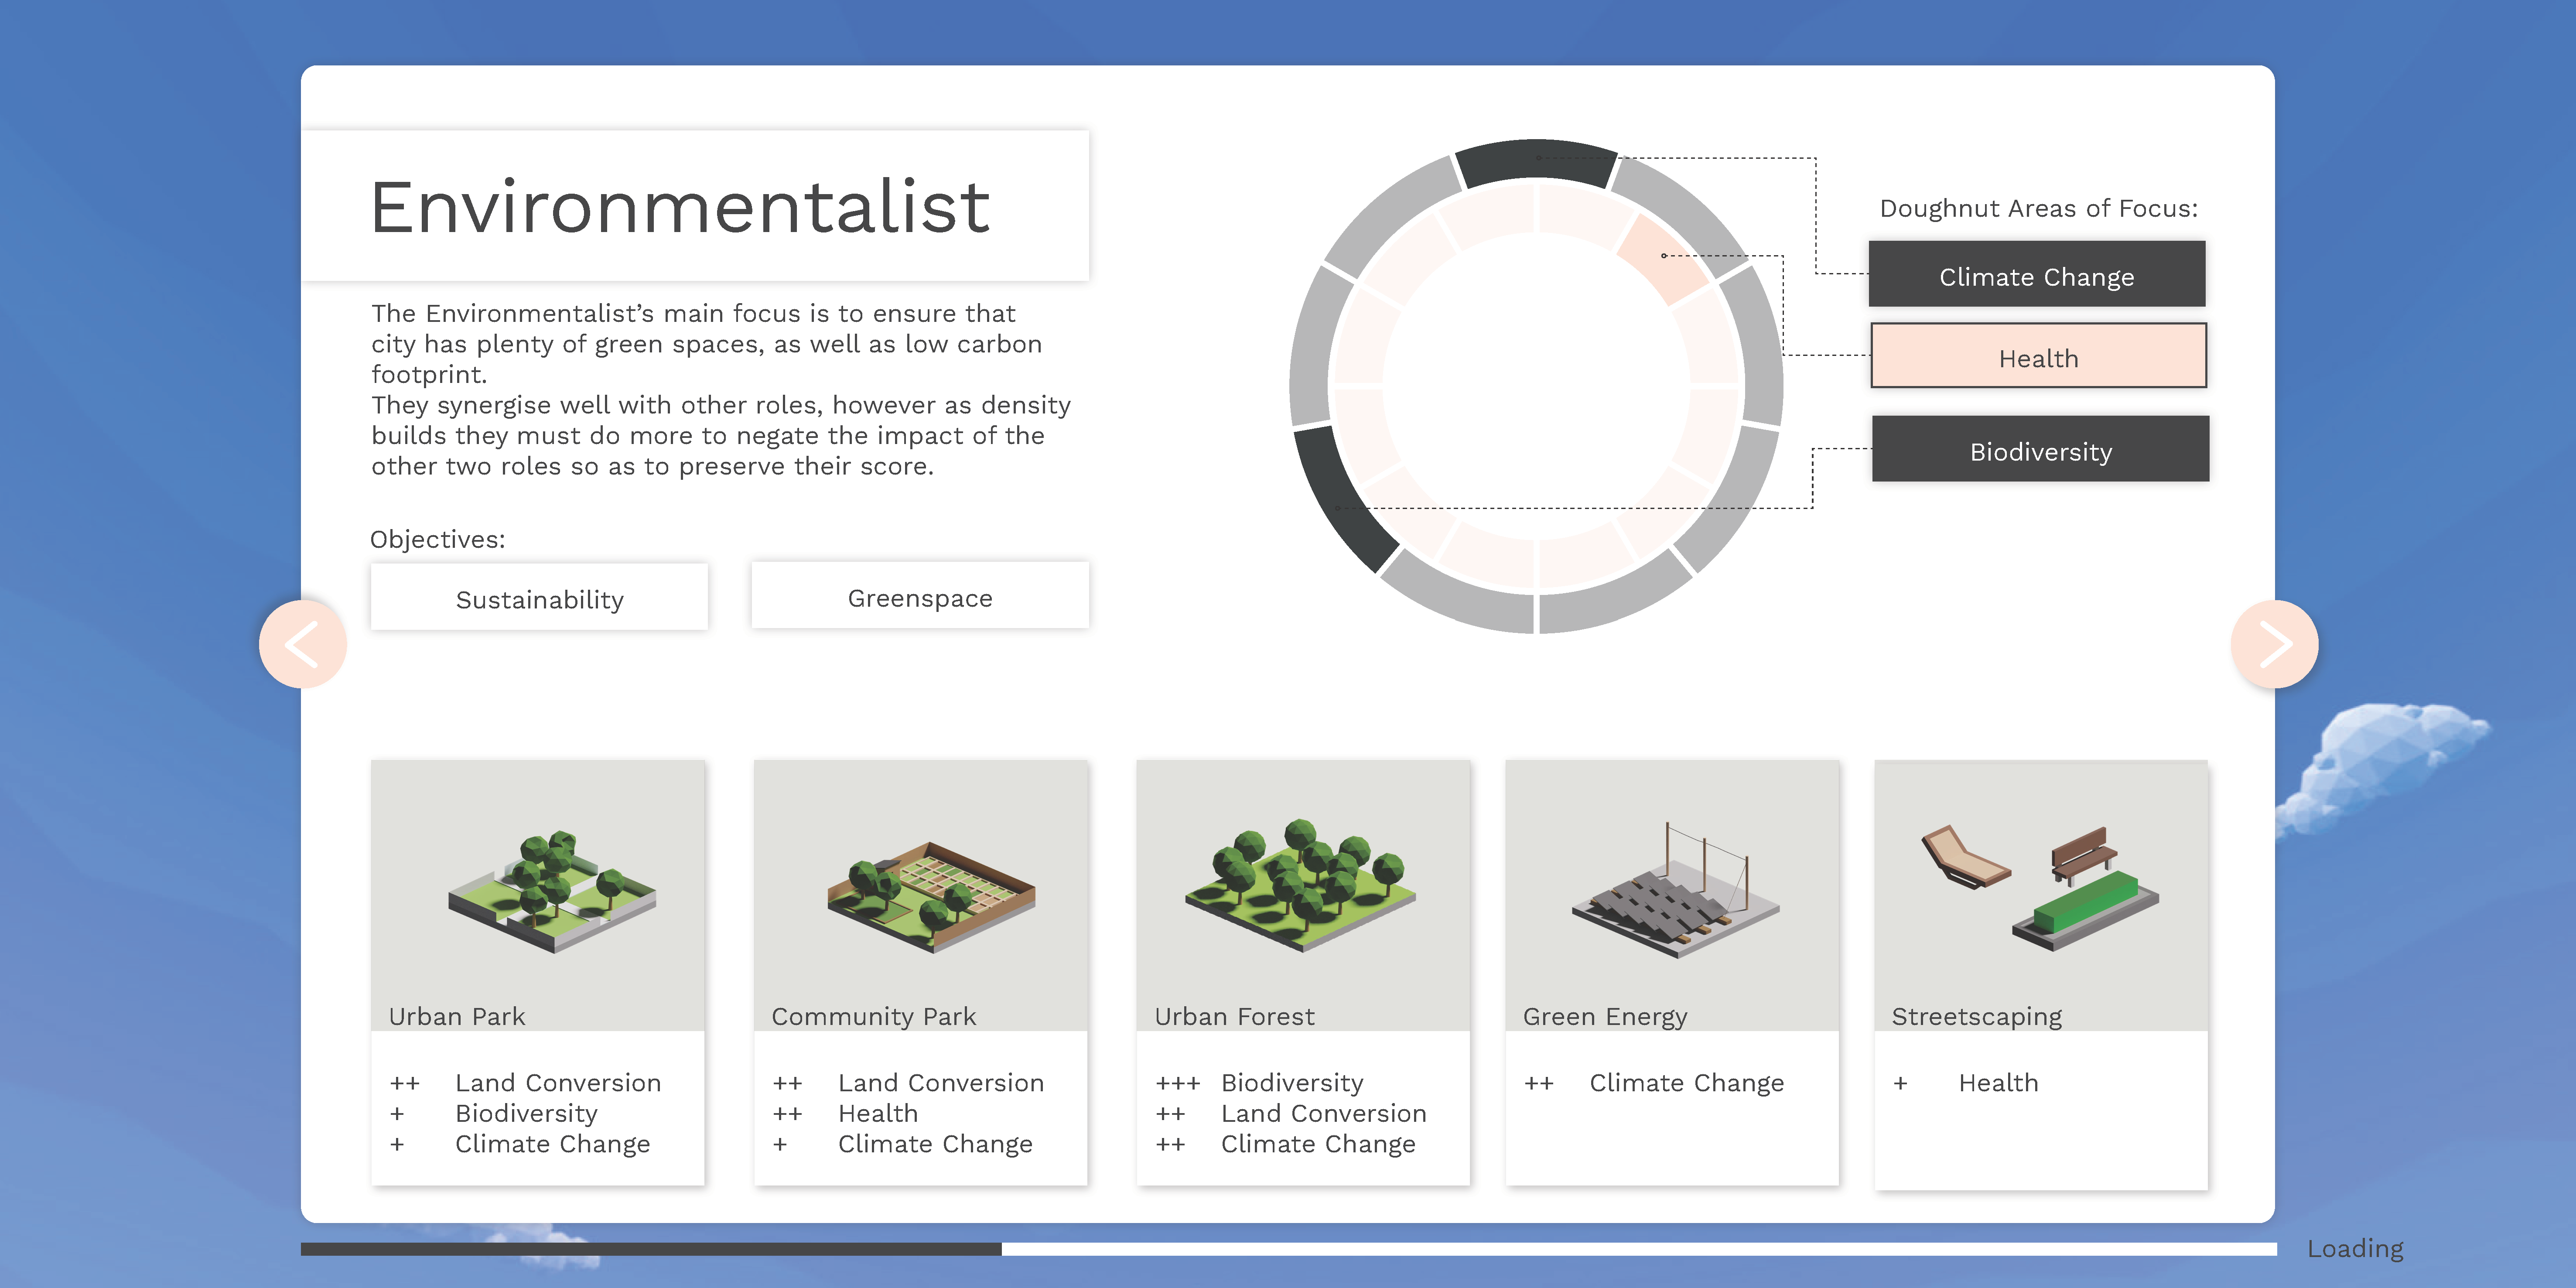 Environmentalist
The Environmentalist’s main focus is to ensure that
city has plenty of green spaces, as well as low carbon
footprint.
They synergise well with other roles, however as density
builds they must do more to negate the impact of the
other two roles so as to preserve their score.
Objectives:
Sustainability
Greenspace
Doughnut Areas of Focus:
Climate Change
Health
Biodiversity
Urban Park
++ Land Conversion
+ Biodiversity
+ Climate Change
Community Park
++ Land Conversion
++ Health
+ Climate Change
Urban Forest
+++ Biodiversity
++ Land Conversion
++ Climate Change
Green Energy
++ Climate Change
Streetscaping
+ Health
Loading